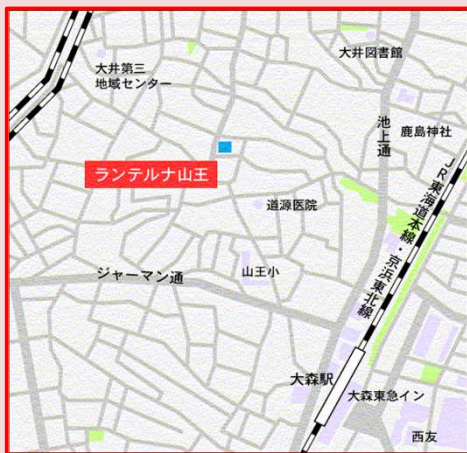 大井図書館
大井第三
地域センター
池上通
鹿島神社
ランテルナ山王
道源医院
JR東海道本線・京浜東北線
ジャーマン通
山王小
大森駅
大森東急イン
西友